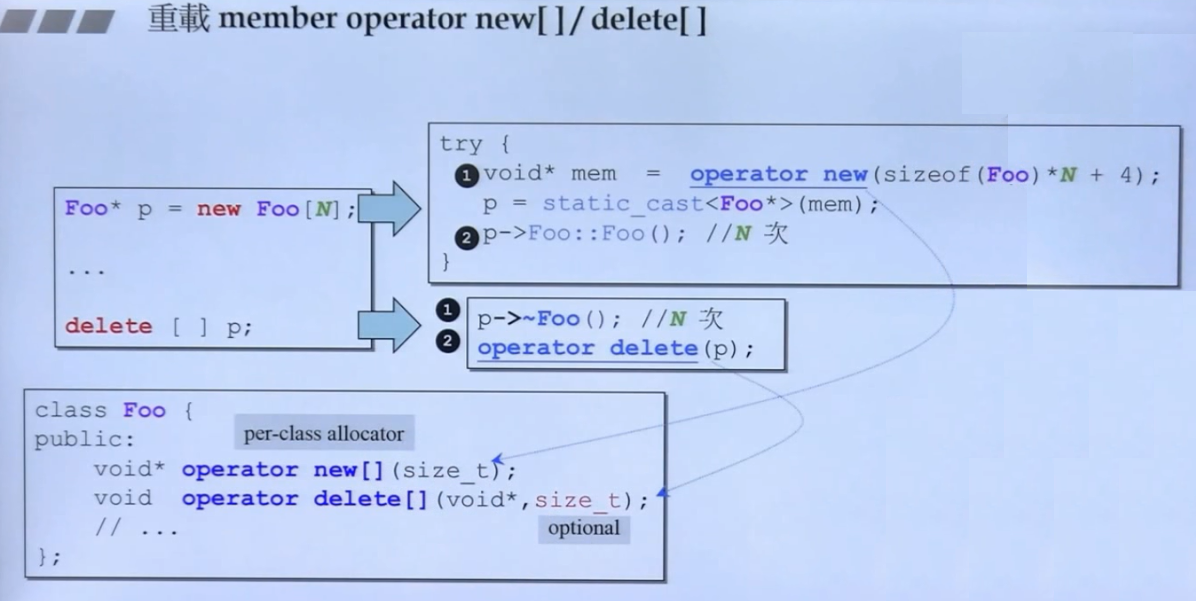 重載 member operator new[ ]/ delete[ ]
Foo* p = new Foo[N];
...
delete [ ] p;
try {
❶void* mem = operator new(sizeof(Foo)*N + 4);
p = static_cast<Foo*>(mem);
❷p->Foo::Foo(); //N 次
}
❶ p->~Foo(); //N 次
❷ operator delete(p);
class Foo {
public:
per-class allocator
void* operator new[](size_t);
void operator delete[](void*,size_t);
optional
// ...
};